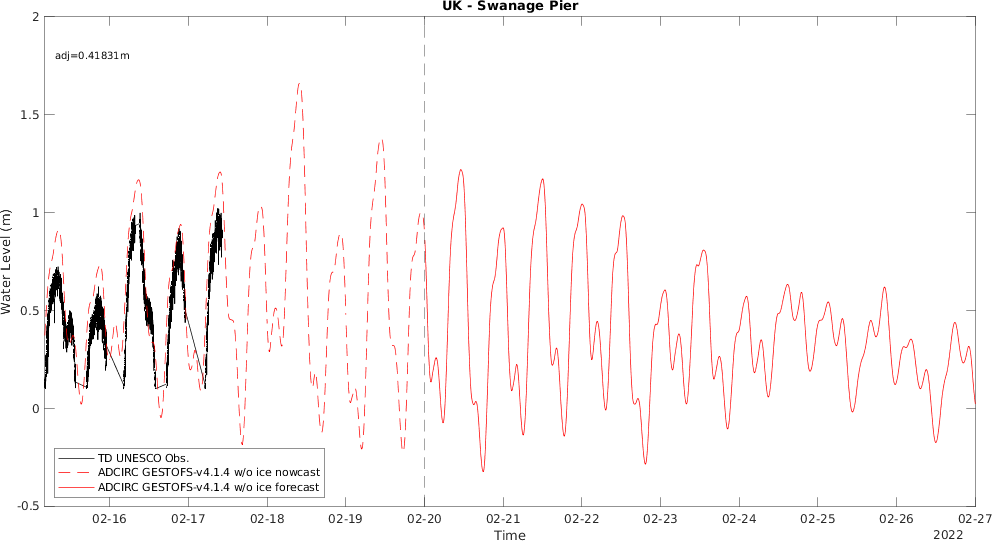 UK - Swanage Pier
2
adj=0.41831m
1.5
1
0.5
0
-0.5
Water Level (m)
TD UNESCO Obs.
ADCIRC GESTOFS-v4.1.4 w/o ice nowcast
ADCIRC GESTOFS-v4.1.4 w/o ice forecast
02-16 02-17 02-18 02-19 02-20 02-21 02-22 02-23 02-24 02-25 02-26 02-27
Time
2022